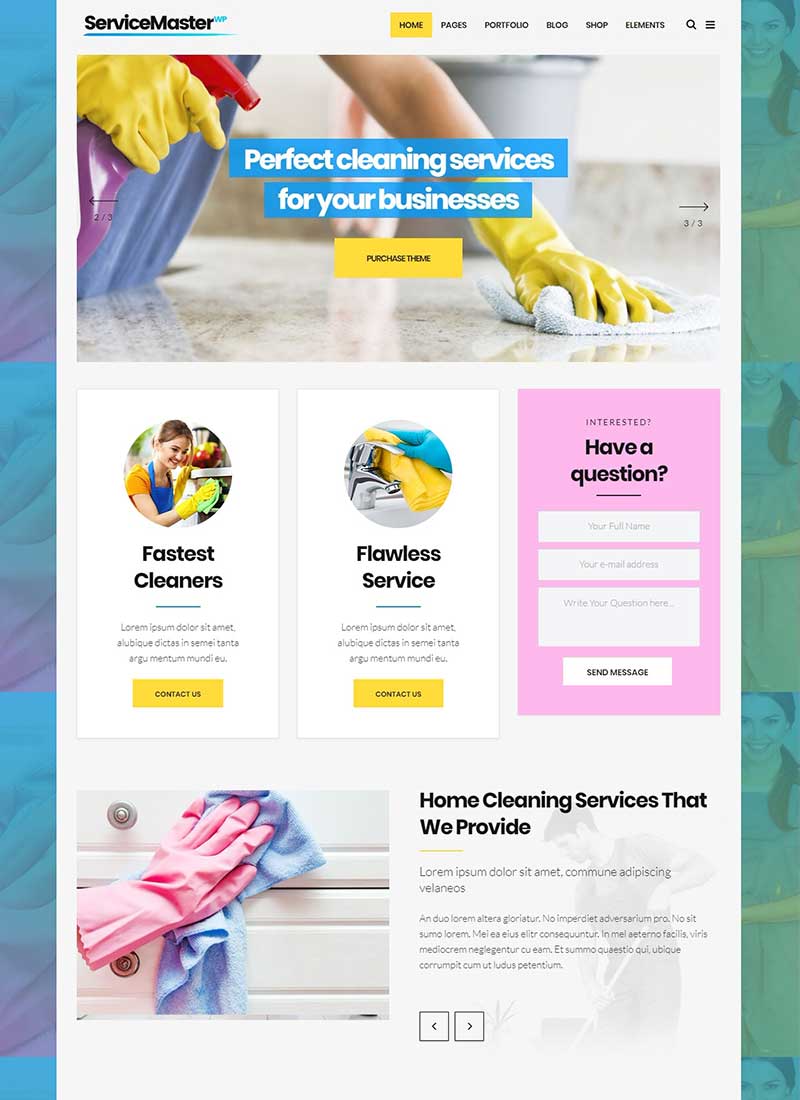 ServiceMasterWP
HOME PAGES PORTFOLIO BLOG SHOP ELEMENTS
Perfect cleaning services
for your businesses
2 / 3
3 / 3
PURCHASE THEME
Fastest
Cleaners
Lorem ipsum dolor sit amet,
alubique dictas in semei tanta
argu mentum mundi eu.
CONTACT US
Flawless
Service
Lorem ipsum dolor sit amet,
alubique dictas in semei tanta
argu mentum mundi eu.
CONTACT US
INTERESTED?
Have a
question?
Your Full Name
Your e-mail address
Write Your Question here...
SEND MESSAGE
Home Cleaning Services That
We Provide
Lorem ipsum dolor sit amet, commune adipiscing
velaneos
An duo lorem altera gloriatur. No imperdiet adversarium pro. No sit
sumo lorem. Mei ea eius elitr consequuntur. In mel aeterno facilis, viris
mediocrem neglegentur cu eam. Et summo quaestio qui, ubique
corrumpit cum ut ludus petentium.